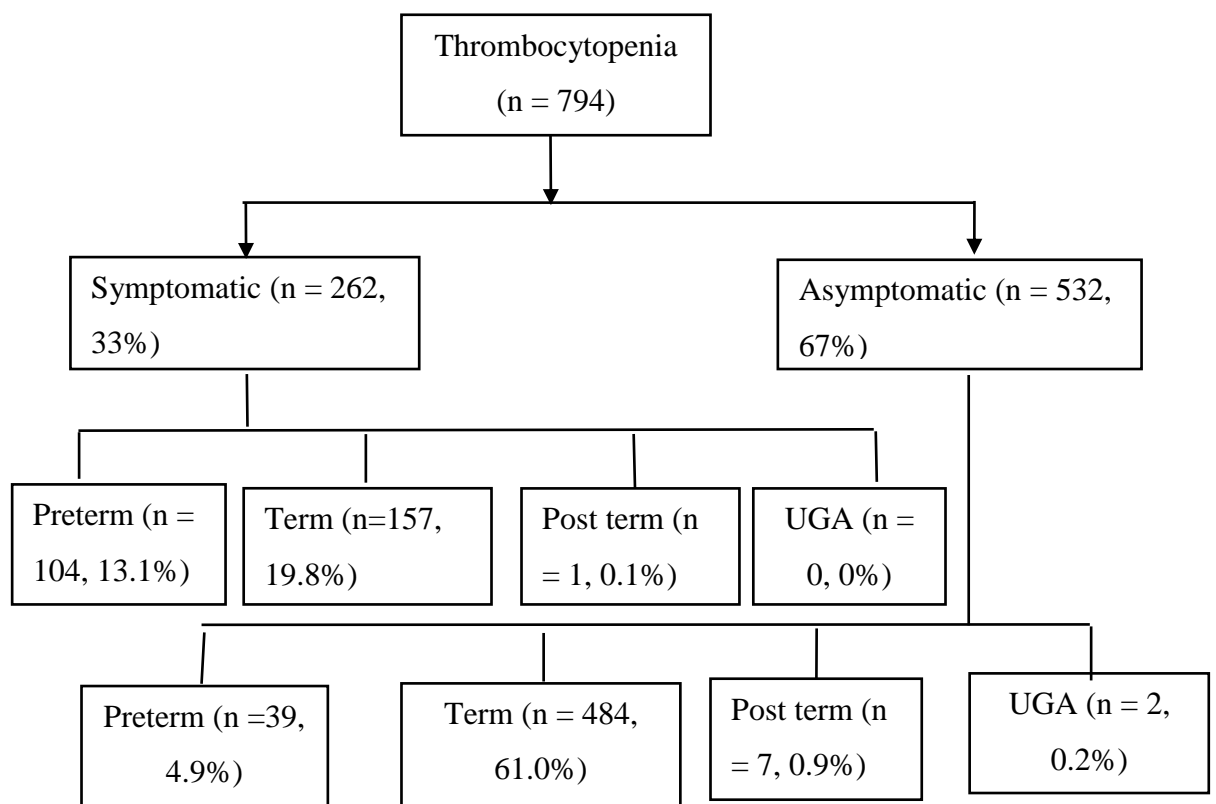 Thrombocytopenia
(n = 794)
Symptomatic (n = 262,
33%)
Asymptomatic (n = 532,
67%)
Preterm (n =
104, 13.1%)
Term (n=157,
19.8%)
Post term (n
= 1, 0.1%)
UGA (n =
0, 0%)
Preterm (n =39,
4.9%)
Term (n = 484,
61.0%)
Post term (n
= 7, 0.9%)
UGA (n = 2,
0.2%)